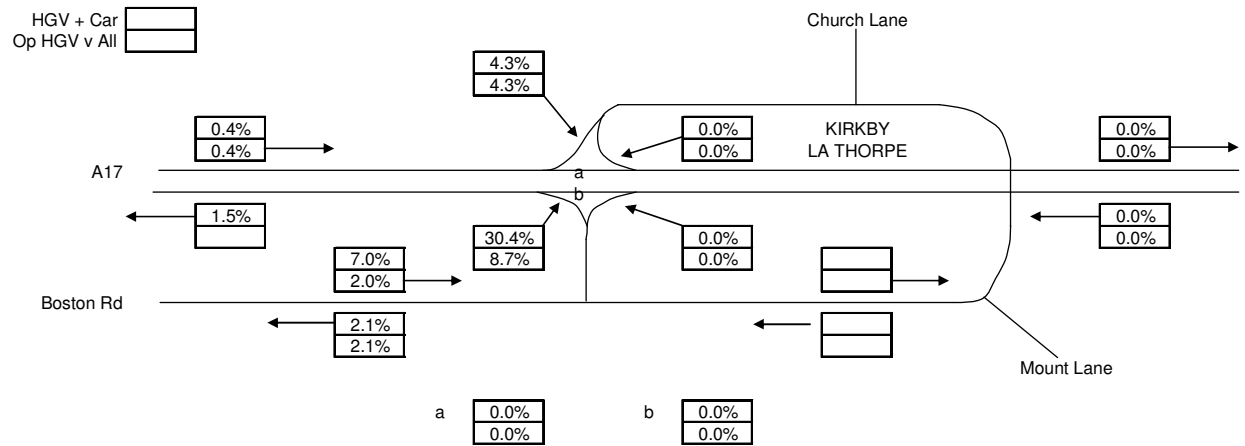 HGV + Car
Op HGV v All
Church Lane
4.3%
4.3%
0.4%
0.4%
0.0%
0.0%
KIRKBY
LA THORPE
0.0%
0.0%
A17
a
b
1.5%
30.4%
8.7%
0.0%
0.0%
0.0%
0.0%
7.0%
2.0%
Boston Rd
2.1%
2.1%
Mount Lane
a
0.0%
0.0%
b
0.0%
0.0%